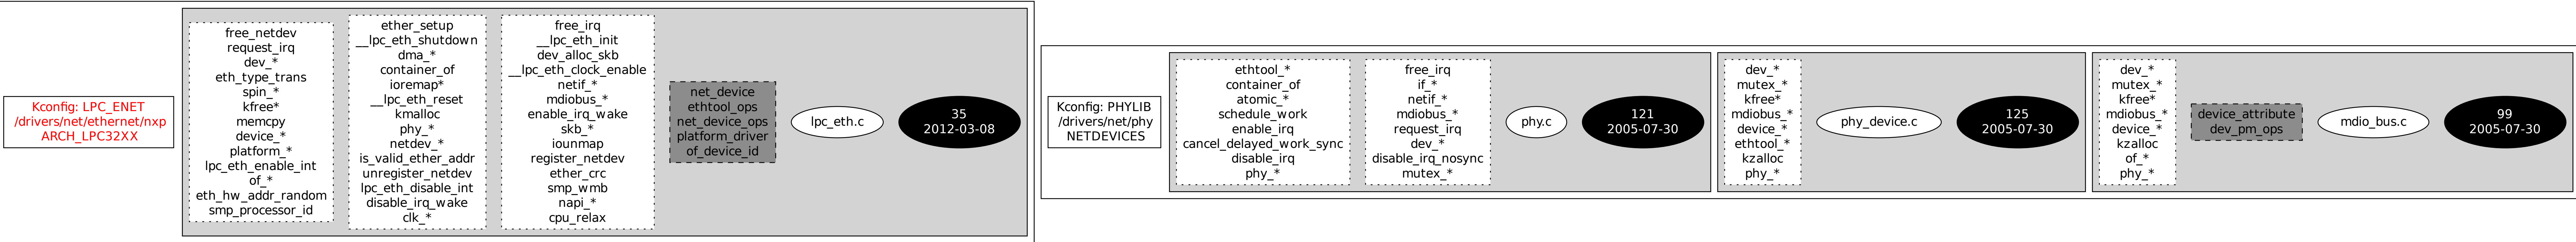 Kconfig: LPC_ENET
/drivers/net/ethernet/nxp
ARCH_LPC32XX
free_netdev
request_irq
dev_*
eth_type_trans
spin_*
kfree*
memcpy
device_*
platform_*
lpc_eth_enable_int
of_*
eth_hw_addr_random
smp_processor_id
ether_setup
__lpc_eth_shutdown
dma_*
container_of
ioremap*
__lpc_eth_reset
kmalloc
phy_*
netdev_*
is_valid_ether_addr
unregister_netdev
lpc_eth_disable_int
disable_irq_wake
clk_*
free_irq
__lpc_eth_init
dev_alloc_skb
__lpc_eth_clock_enable
netif_*
mdiobus_*
enable_irq_wake
skb_*
iounmap
register_netdev
ether_crc
smp_wmb
napi_*
cpu_relax
net_device
ethtool_ops
net_device_ops
platform_driver
of_device_id
lpc_eth.c
35
2012-03-08
Kconfig: PHYLIB
/drivers/net/phy
NETDEVICES
ethtool_*
container_of
atomic_*
schedule_work
enable_irq
cancel_delayed_work_sync
disable_irq
phy_*
free_irq
if_*
netif_*
mdiobus_*
request_irq
dev_*
disable_irq_nosync
mutex_*
phy.c
121
2005-07-30
dev_*
mutex_*
kfree*
mdiobus_*
device_*
ethtool_*
kzalloc
phy_*
phy_device.c
125
2005-07-30
dev_*
mutex_*
kfree*
mdiobus_*
device_*
kzalloc
of_*
phy_*
device_attribute
dev_pm_ops
mdio_bus.c
99
2005-07-30